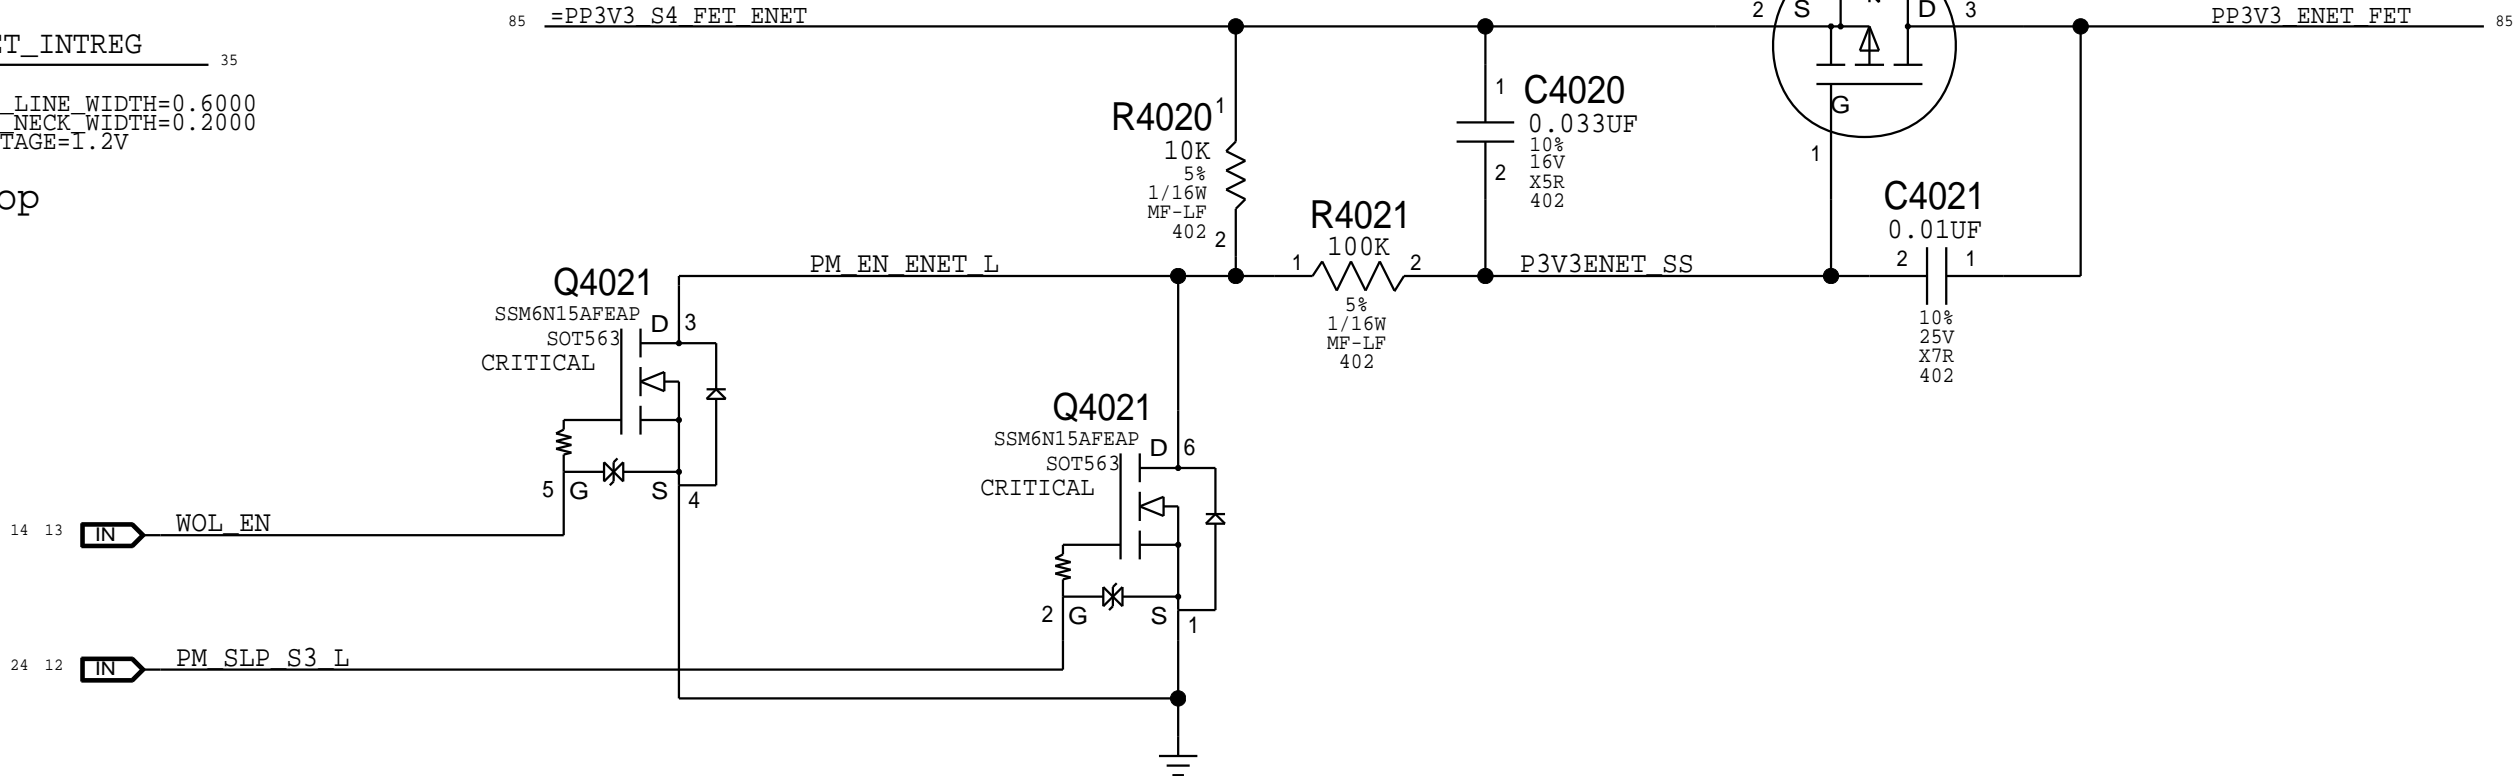 85 =PP3V3_S4_FET_ENET
2 S D 3
PP3V3_ENET_FET 85
ET_INTREG
35
_LINE_WIDTH=0.6000
_NECK_WIDTH=0.2000
TAGE=1.2V
op
R4020 1
10K
5%
1/16W
MF-LF
402 2
1 C4020
0.033UF
10%
16V
2 X5R
402
G
1
R4021
100K
1 2
5%
1/16W
MF-LF
402
P3V3ENET_SS
C4021
0.01UF
2 1
10%
25V
X7R
402
PM_EN_ENET_L
Q4021
SSM6N15AFEAP D 3
SOT563
CRITICAL
5 G S 4
Q4021
SSM6N15AFEAP D 6
SOT563
CRITICAL
2 G S 1
14 13 IN WOL_EN
24 12 IN PM_SLP_S3_L